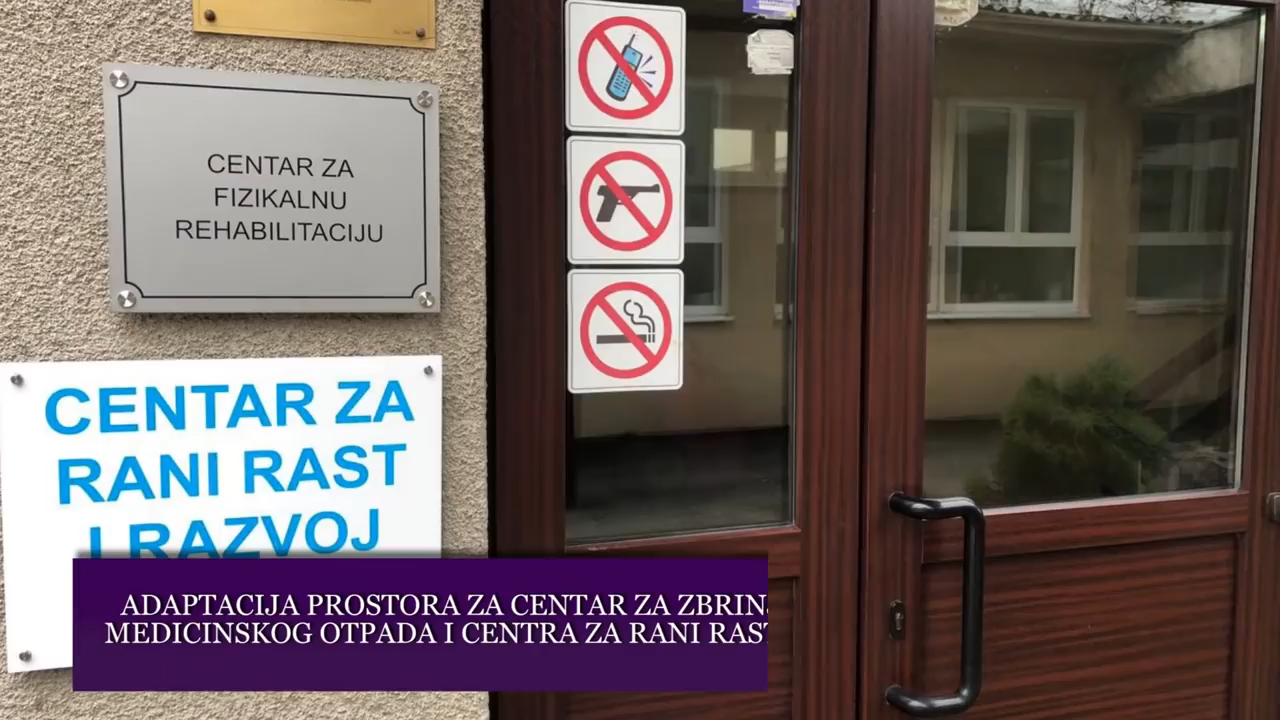 CENTAR ZA
FIZIKALNU
REHABILITACIJU
CENTAR ZA
RANI RAST
I RAZVOJ
ADAPTACIJA PROSTORA ZA CENTAR ZA
MEDICINSKOG OTPADA I CENTRA ZA RANI